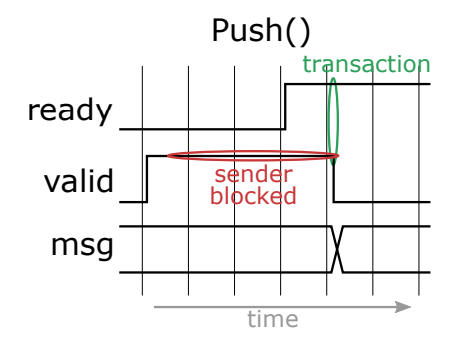 Push()
transaction
ready
valid
sender
blocked
msg
time